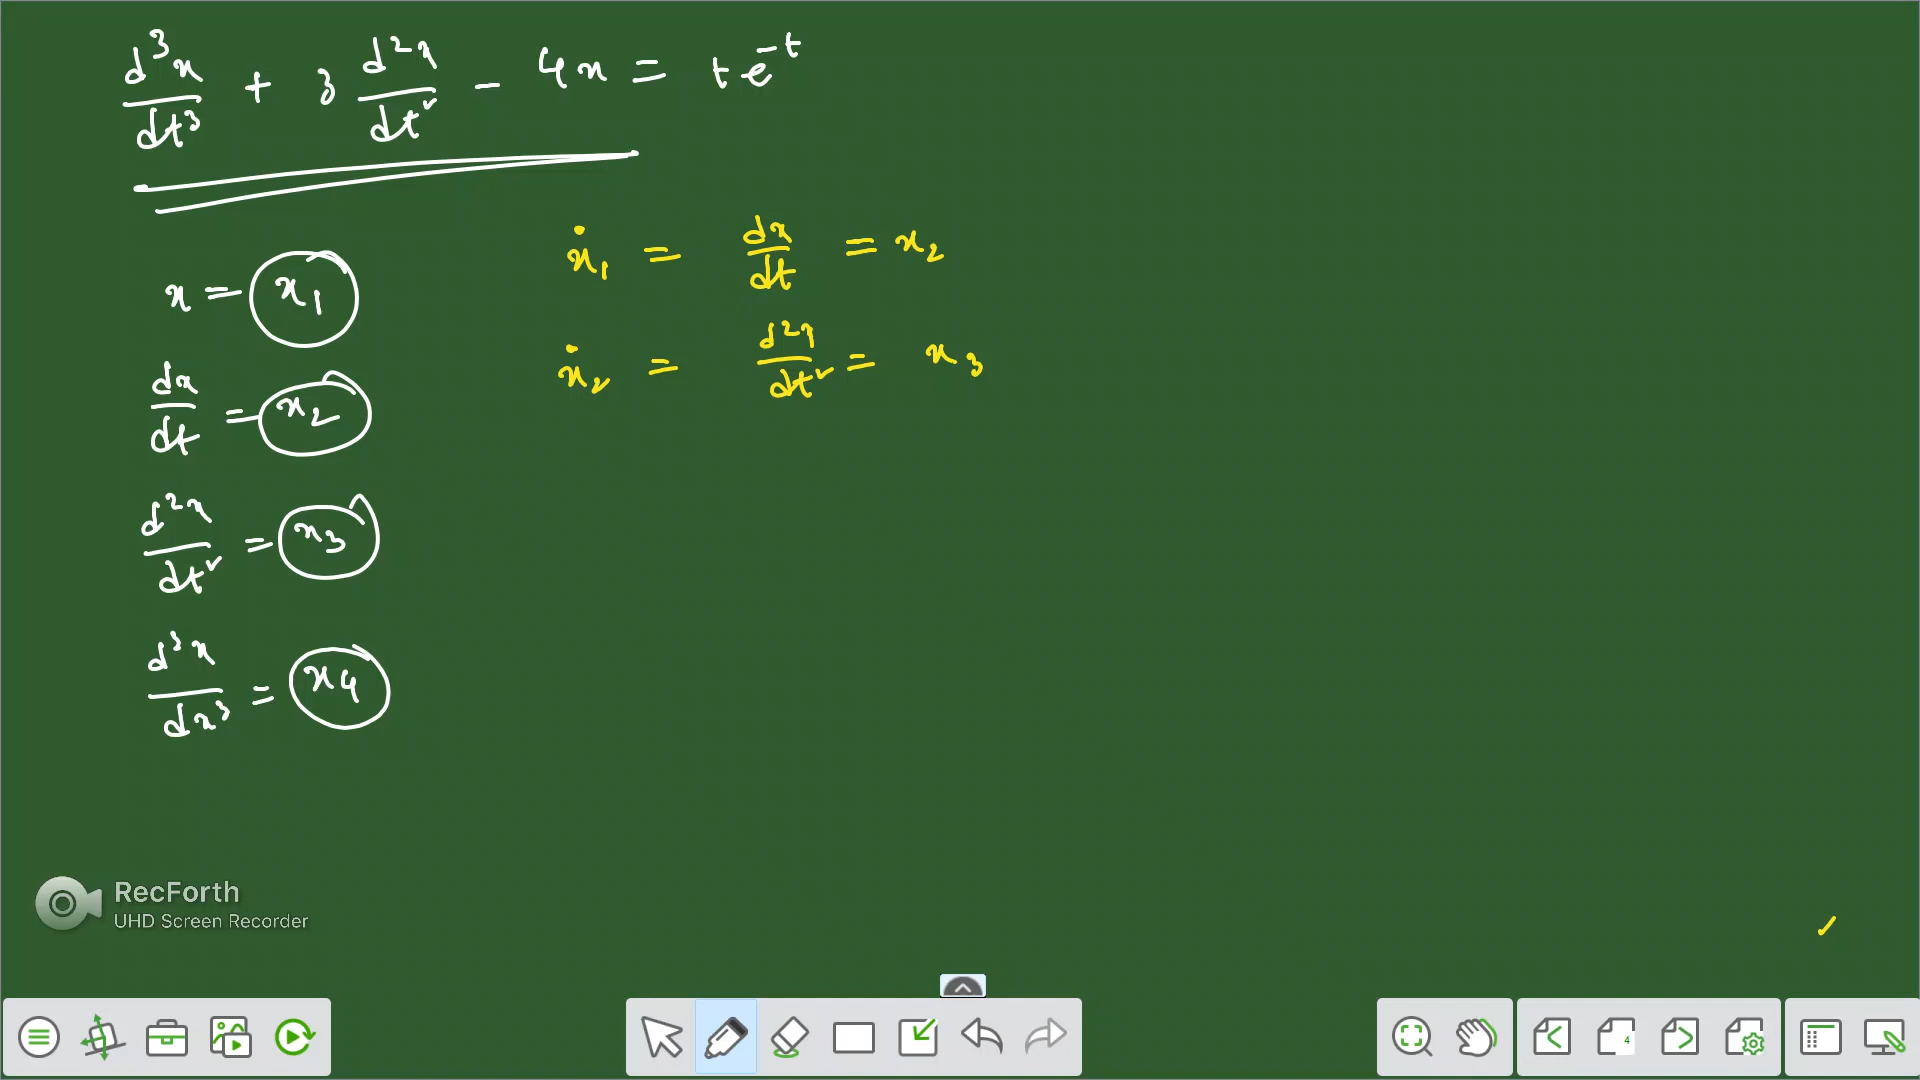 d³x/dt³ + 3 d²x/dt² - 4x = t e^-t
x = x₁
dx/dt = x₂
d²x/dt² = x₃
d³x/dx³ = x₄
ẋ₁ = dx/dt = x₂
ẋ₂ = d²x/dt² = x₃
RecForth
UHD Screen Recorder
4